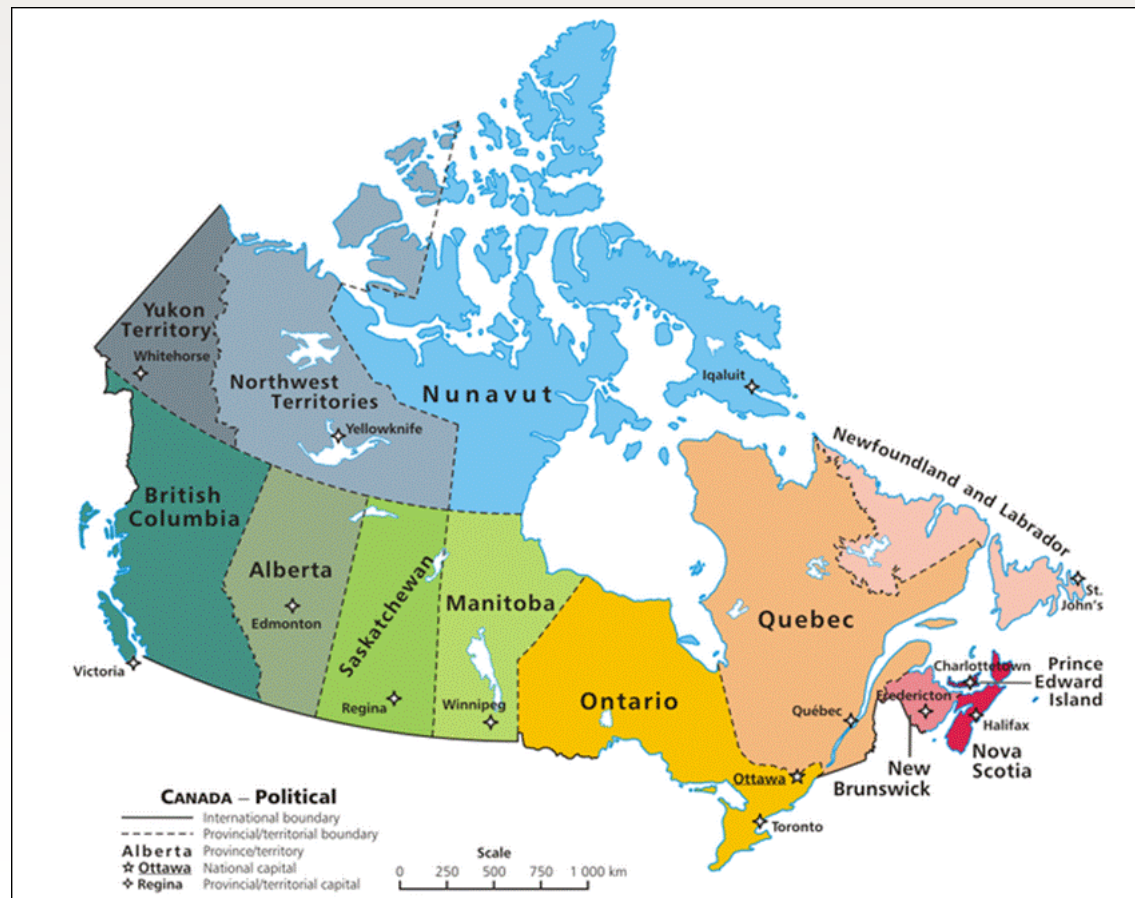 Yukon
Territory
Whitehorse
Northwest
Territories
Yellowknife
Nunavut
Iqaluit
Newfoundland and Labrador
British
Columbia
Alberta
Edmonton
Saskatchewan
Manitoba
Quebec
St.
John's
Victoria
Regina
Winnipeg
Ontario
Québec
Charlottetown
Prince
Edward
Island
Fredericton
Halifax
Nova
Scotia
New
Brunswick
Ottawa
Toronto
CANADA – Political
International boundary
Provincial/territorial boundary
Alberta Province/territory
Ottawa National capital
Regina Provincial/territorial capital
Scale
0 250 500 750 1 000 km